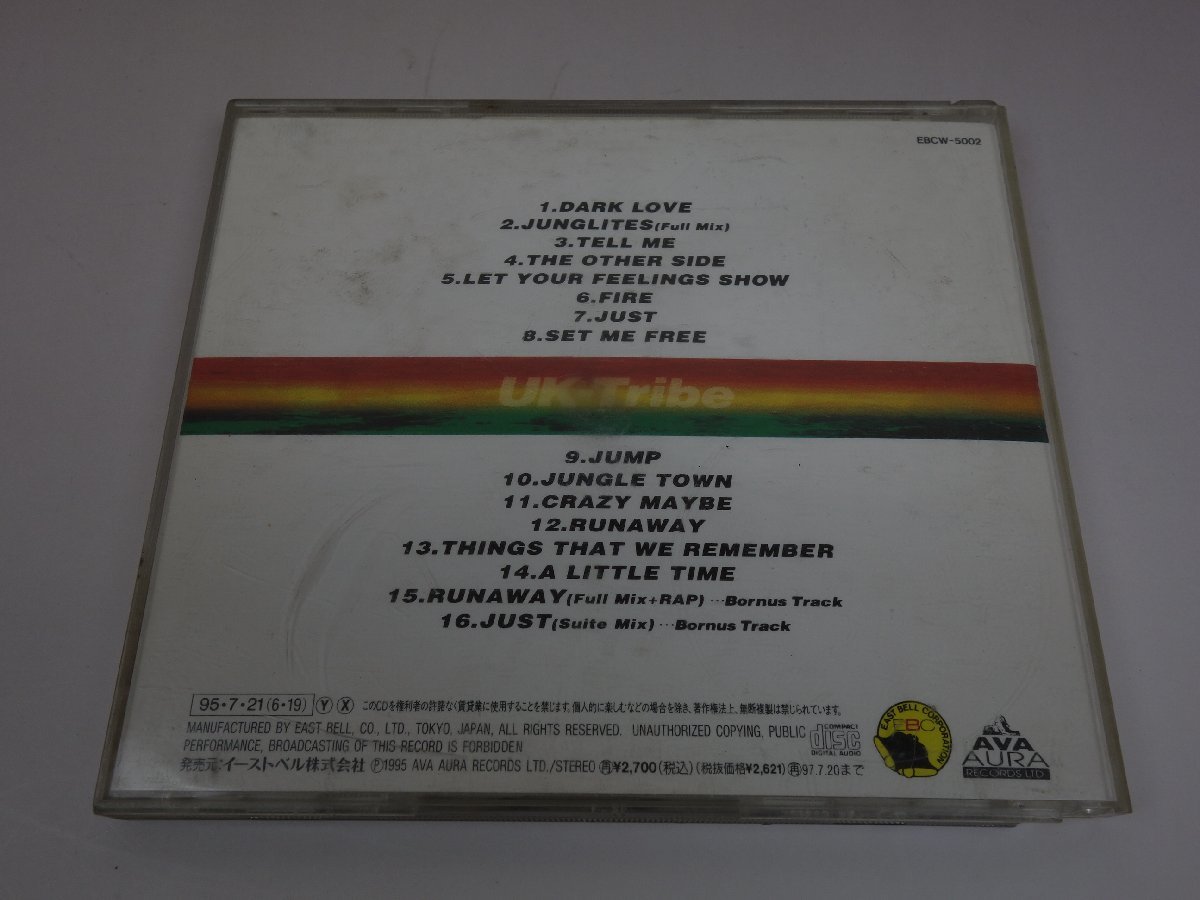 EBCW-5002
1.DARK LOVE
2.JUNGLITES(Full Mix)
3.TELL ME
4.THE OTHER SIDE
5.LET YOUR FEELINGS SHOW
6.FIRE
7.JUST
8.SET ME FREE
UK-Tribe
9.JUMP
10.JUNGLE TOWN
11.CRAZY MAYBE
12.RUNAWAY
13.THINGS THAT WE REMEMBER
14.A LITTLE TIME
15.RUNAWAY(Full Mix+RAP)…Bornus Track
16.JUST(Suite Mix)…Bornus Track
95・7・21(6・19) Ⓨ Ⓧ このCDを権利者の許諾なく賃貸業に使用することを禁じます。個人的に楽しむなどの場合を除き、著作権法上、無断複製は禁じられています。
MANUFACTURED BY EAST BELL, CO., LTD., TOKYO. JAPAN, ALL RIGHTS RESERVED. UNAUTHORIZED COPYING, PUBLIC
PERFORMANCE, BROADCASTING OF THIS RECORD IS FORBIDDEN
発売元:イーストベル株式会社 Ⓟ1995 AVA AURA RECORDS LTD./STEREO ㊢¥2,700(税込)(税抜価格¥2,621)㊢97.7.20まで
COMPACT
disc
DIGITAL AUDIO
EAST BELL CORPORATION
EBC
AVA
AURA
RECORDS LTD.